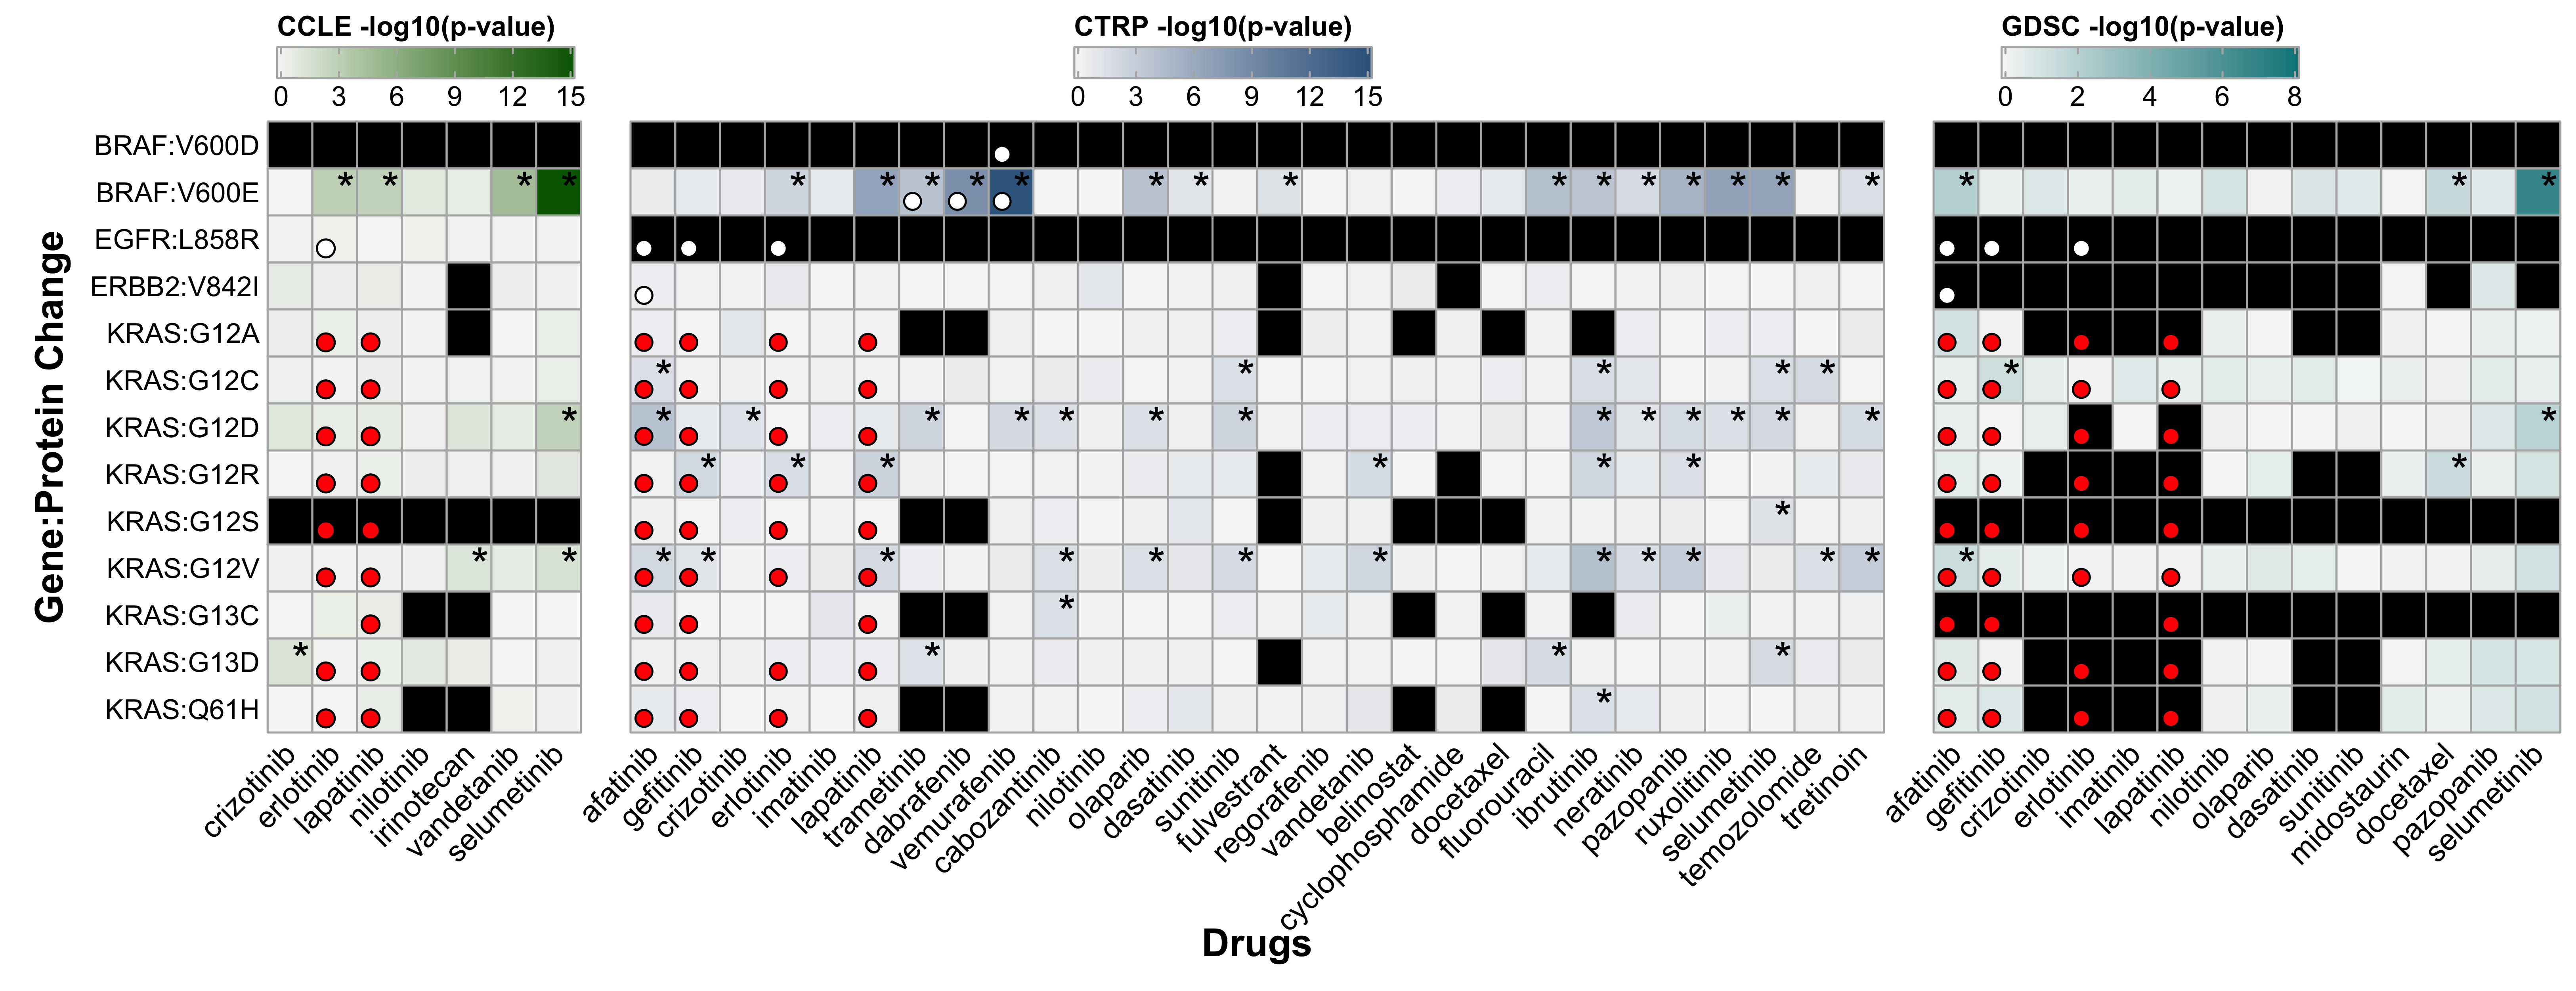 CCLE -log10(p-value)
0 3 6 9 12 15
CTRP -log10(p-value)
0 3 6 9 12 15
GDSC -log10(p-value)
0 2 4 6 8
Gene:Protein Change
BRAF:V600D
BRAF:V600E
EGFR:L858R
ERBB2:V842I
KRAS:G12A
KRAS:G12C
KRAS:G12D
KRAS:G12R
KRAS:G12S
KRAS:G12V
KRAS:G13C
KRAS:G13D
KRAS:Q61H
crizotinib
erlotinib
lapatinib
nilotinib
irinotecan
vandetanib
selumetinib
afatinib
gefitinib
crizotinib
erlotinib
imatinib
lapatinib
trametinib
dabrafenib
vemurafenib
cabozantinib
nilotinib
olaparib
dasatinib
sunitinib
fulvestrant
regorafenib
vandetanib
belinostat
cyclophosphamide
docetaxel
fluorouracil
ibrutinib
neratinib
pazopanib
ruxolitinib
selumetinib
temozolomide
tretinoin
afatinib
gefitinib
crizotinib
erlotinib
imatinib
lapatinib
nilotinib
olaparib
dasatinib
sunitinib
midostaurin
docetaxel
pazopanib
selumetinib
Drugs